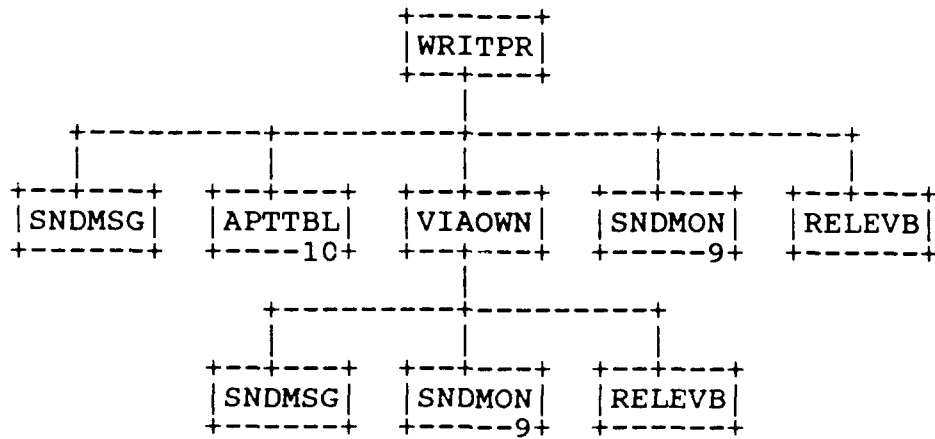 WRITPR
SNDMSG APTTBL VIAOWN SNDMON RELEVB
10 9
SNDMSG SNDMON RELEVB
9